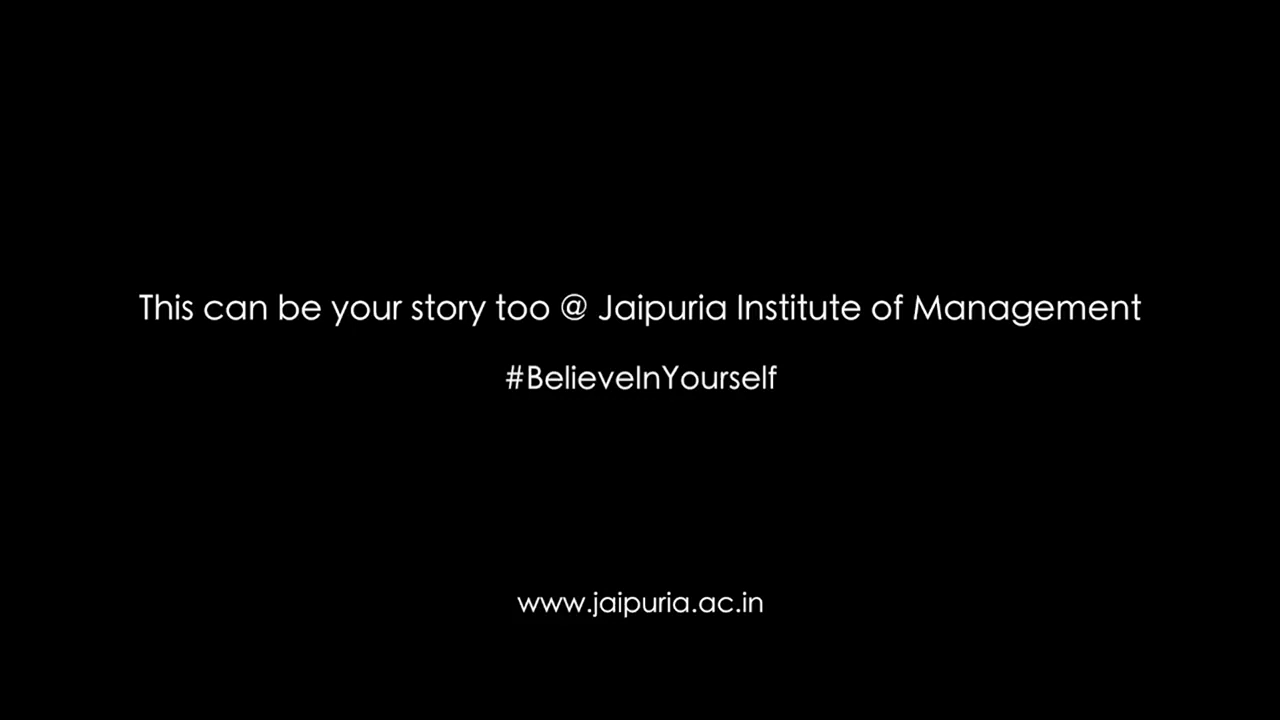 This can be your story too @ Jaipuria Institute of Management
#BelieveInYourself
www.jaipuria.ac.in